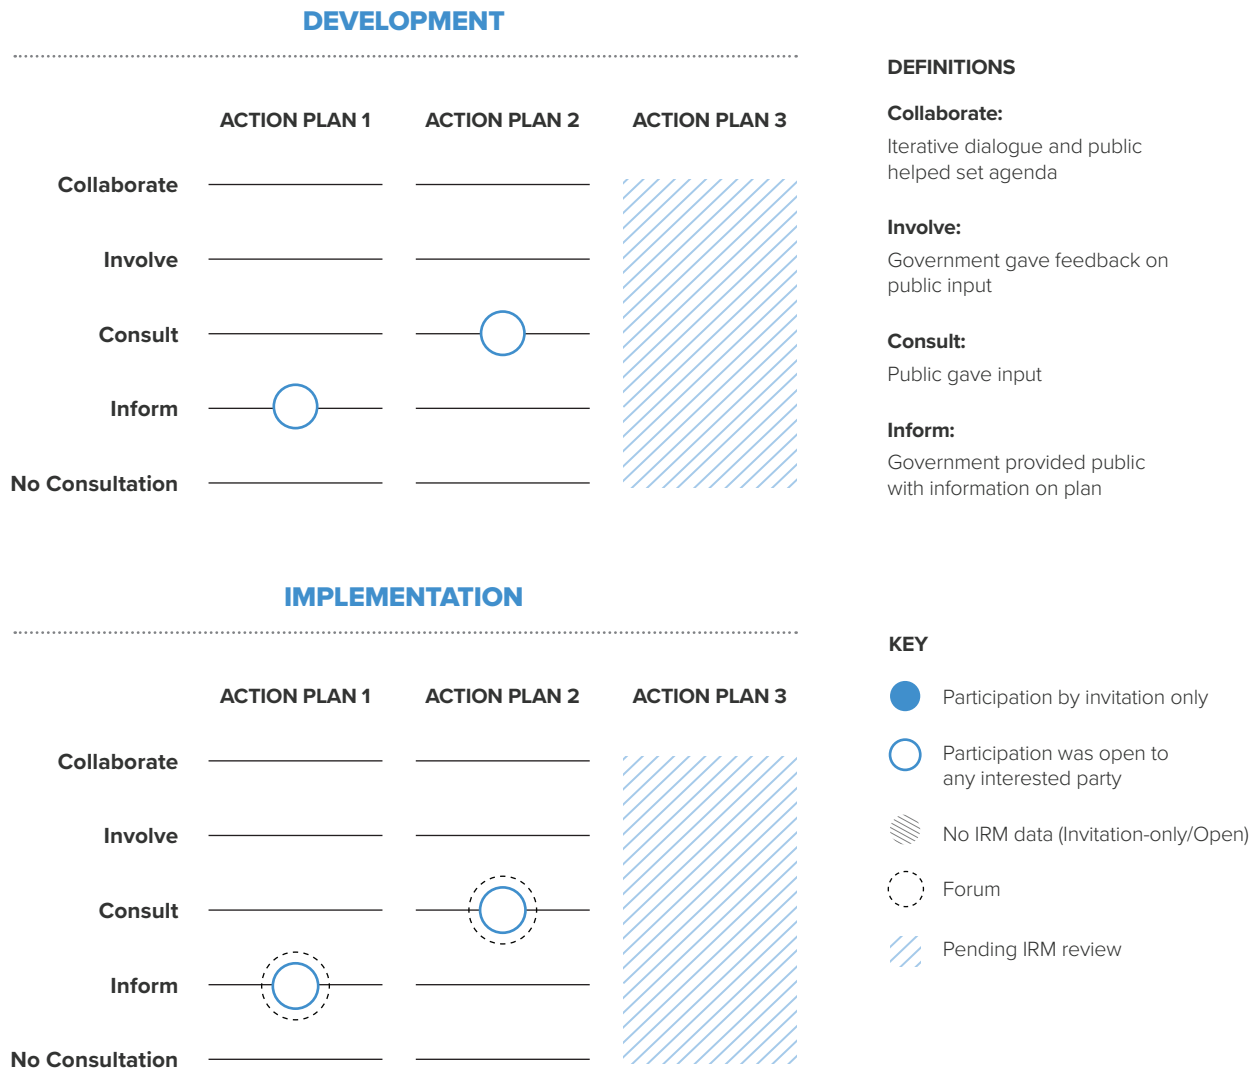 DEVELOPMENT
ACTION PLAN 1
ACTION PLAN 2
ACTION PLAN 3
Collaborate
Involve
Consult
Inform
No Consultation
DEFINITIONS
Collaborate:
Iterative dialogue and public
helped set agenda
Involve:
Government gave feedback on
public input
Consult:
Public gave input
Inform:
Government provided public
with information on plan
IMPLEMENTATION
ACTION PLAN 1
ACTION PLAN 2
ACTION PLAN 3
Collaborate
Involve
Consult
Inform
No Consultation
KEY
Participation by invitation only
Participation was open to
any interested party
No IRM data (Invitation-only/Open)
Forum
Pending IRM review